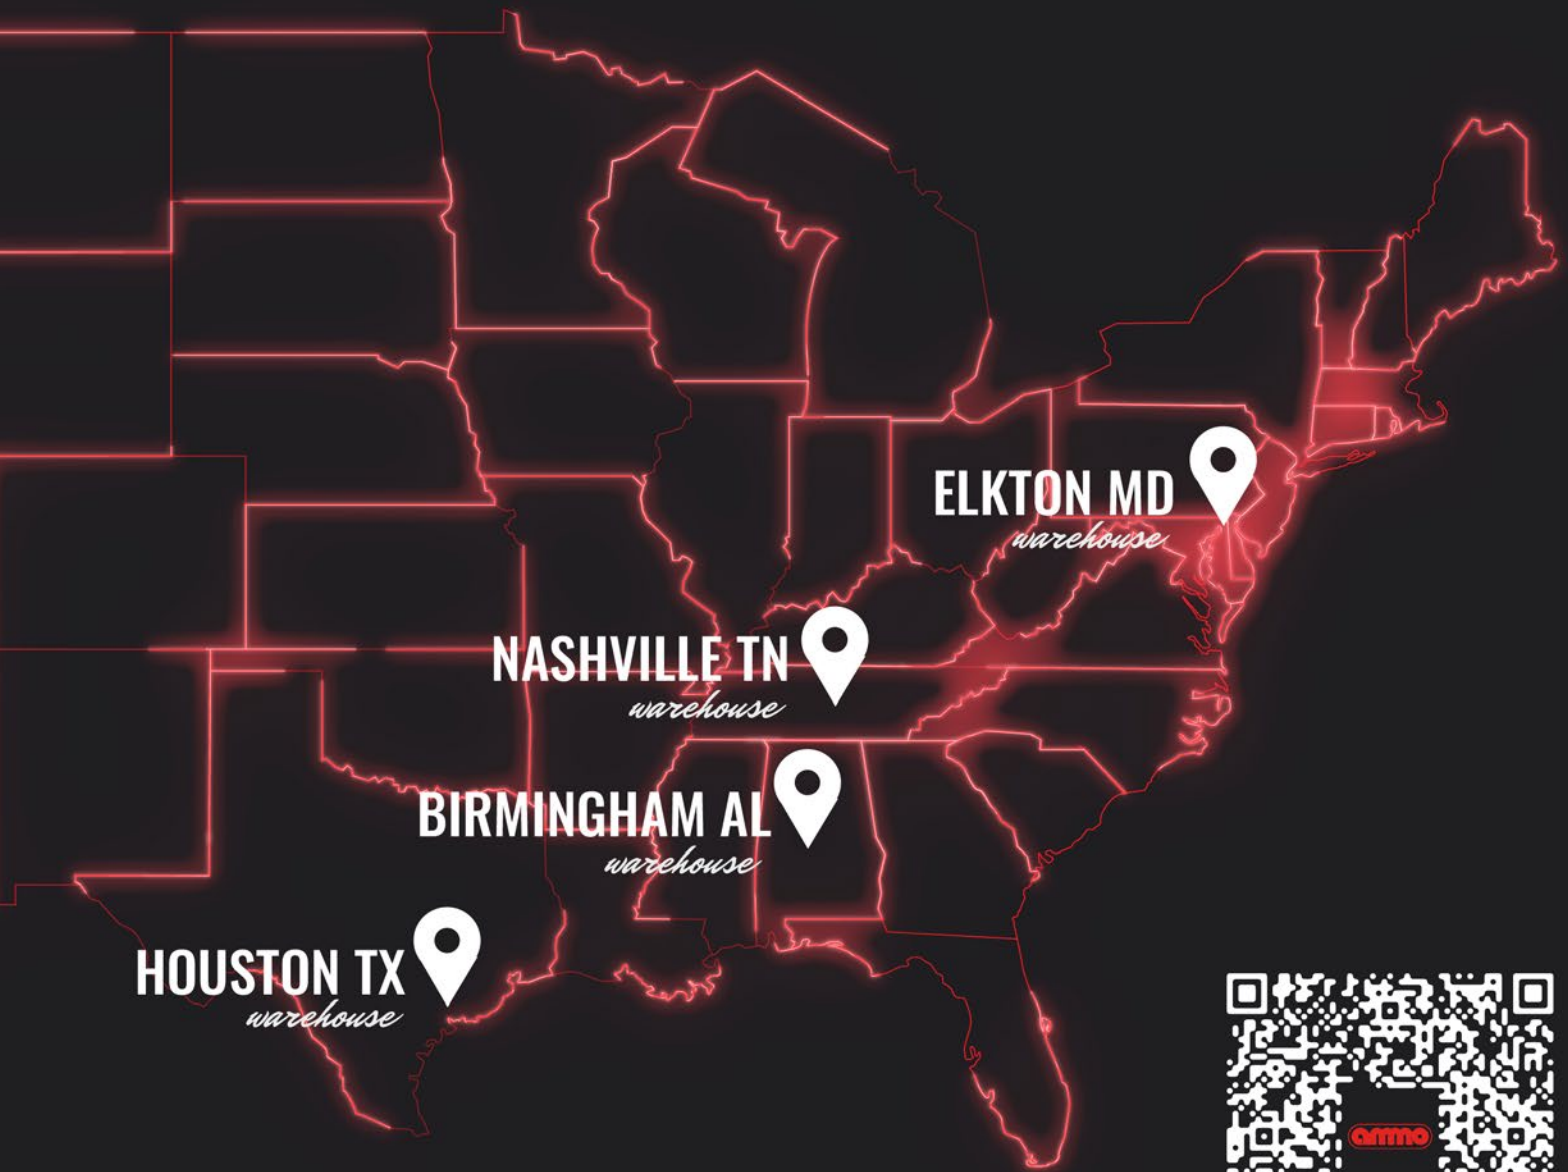 ELKTON MD
warehouse
NASHVILLE TN
warehouse
BIRMINGHAM AL
warehouse
HOUSTON TX
warehouse
ammo